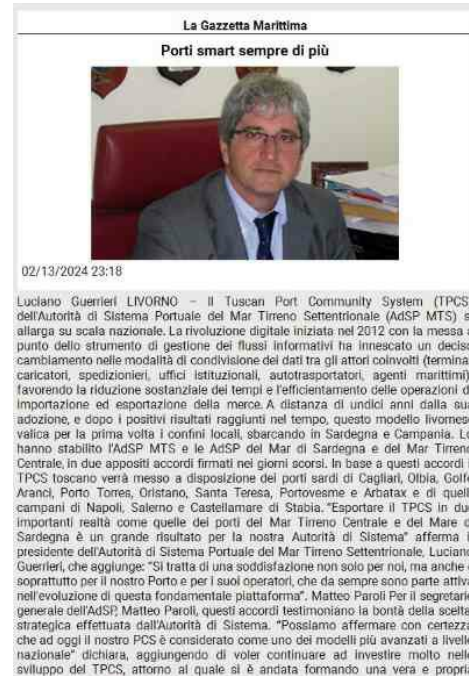 La Gazzetta Marittima
Porti smart sempre di più
02/13/2024 23:18
Luciano Guerrieri LIVORNO – Il Tuscan Port Community System (TPCS)
dell'Autorità di Sistema Portuale del Mar Tirreno Settentrionale (AdSP MTS) s
allarga su scala nazionale. La rivoluzione digitale iniziata nel 2012 con la messa a
punto dello strumento di gestione dei flussi informativi ha innescato un deciso
cambiamento nelle modalità di condivisione dei dati tra gli attori coinvolti (terminal
caricatori, spedizionieri, uffici istituzionali, autotrasportatori, agenti marittimi)
favorendo la riduzione sostanziale dei tempi e l'efficientamento delle operazioni d
importazione ed esportazione della merce. A distanza di undici anni dalla sua
adozione, e dopo i positivi risultati raggiunti nel tempo, questo modello livornese
valica per la prima volta i confini locali, sbarcando in Sardegna e Campania. Lo
hanno stabilito l'AdSP MTS e le AdSP del Mar di Sardegna e del Mar Tirreno
Centrale, in due appositi accordi firmati nei giorni scorsi. In base a questi accordi i
TPCS toscano verrà messo a disposizione dei porti sardi di Cagliari, Olbia, Golfo
Aranci, Porto Torres, Oristano, Santa Teresa, Portovesme e Arbatax e di quell
campani di Napoli, Salerno e Castellamare di Stabia. "Esportare il TPCS in due
importanti realtà come quelle dei porti del Mar Tirreno Centrale e del Mare d
Sardegna è un grande risultato per la nostra Autorità di Sistema" afferma i
presidente dell'Autorità di Sistema Portuale del Mar Tirreno Settentrionale, Luciano
Guerrieri, che aggiunge: "Si tratta di una soddisfazione non solo per noi, ma anche e
soprattutto per il nostro Porto e per i suoi operatori, che da sempre sono parte attiva
nell'evoluzione di questa fondamentale piattaforma". Matteo Paroli Per il segretario
generale dell'AdSP, Matteo Paroli, questi accordi testimoniano la bontà della scelta
strategica effettuata dall'Autorità di Sistema. "Possiamo affermare con certezza
che ad oggi il nostro PCS è considerato come uno dei modelli più avanzati a livello
nazionale" dichiara, aggiungendo di voler continuare ad investire molto nello
sviluppo del TPCS, attorno al quale si è andata formando una vera e propria